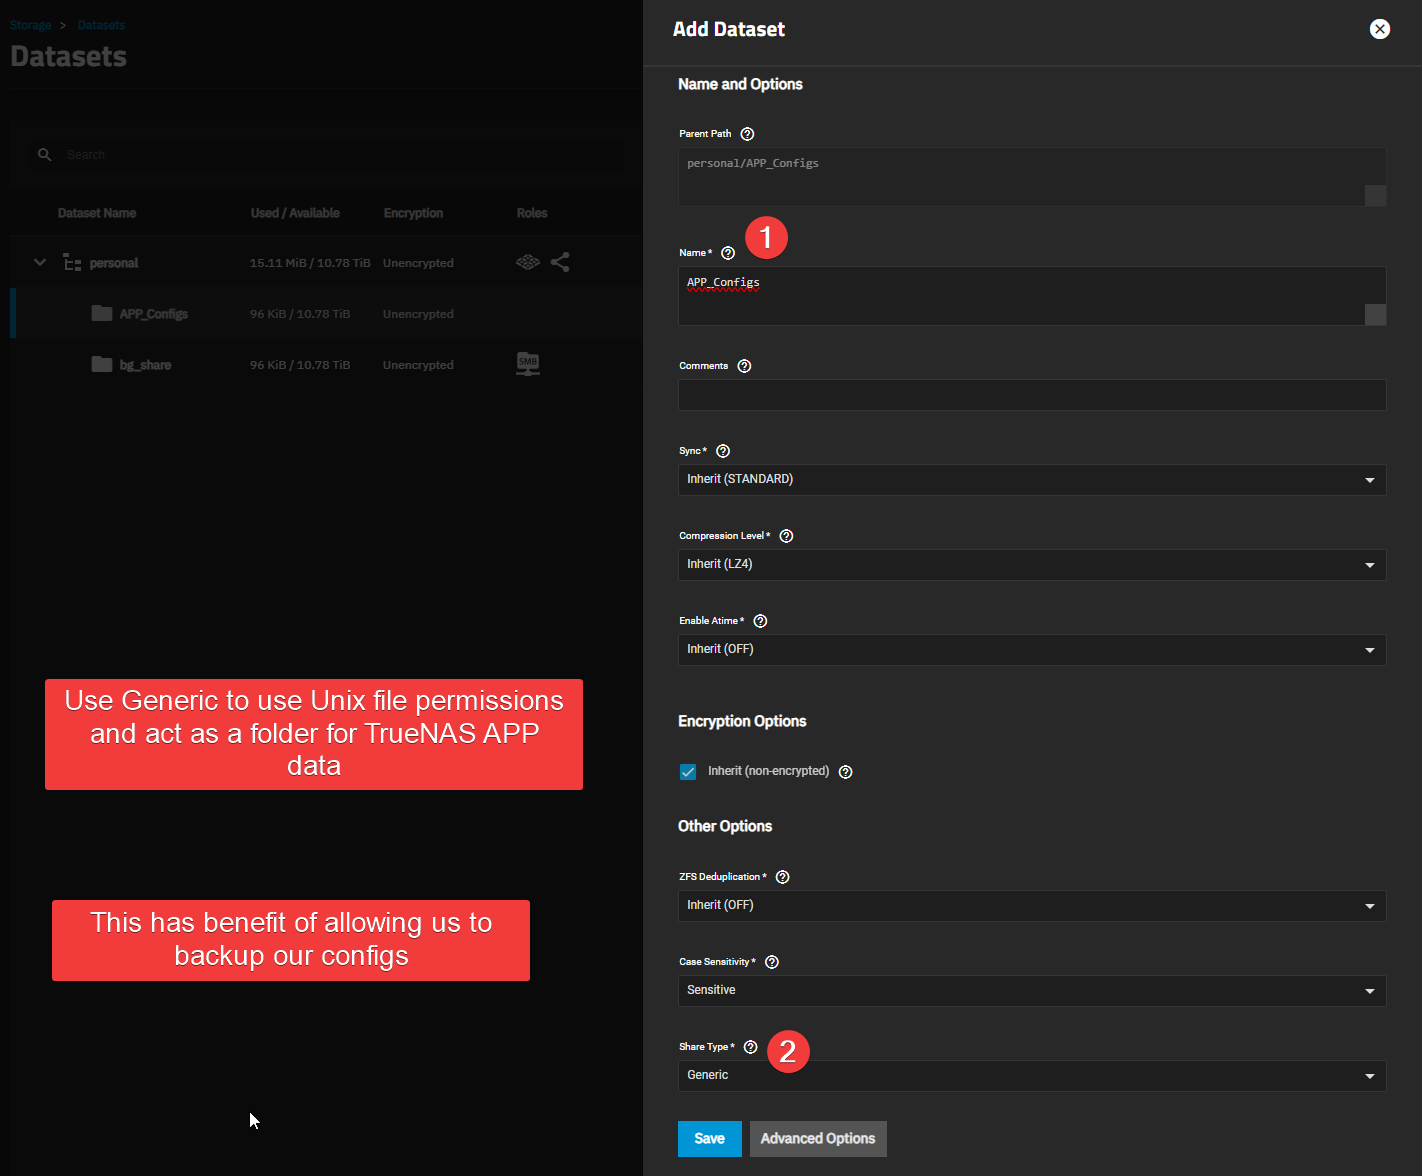 Storage > Datasets
Datasets
Search
Dataset Name Used / Available Encryption Roles
personal 15.11 MiB / 10.78 TiB Unencrypted
APP_Configs 96 KiB / 10.78 TiB Unencrypted
bg_share 96 KiB / 10.78 TiB Unencrypted SMB
Use Generic to use Unix file permissions
and act as a folder for TrueNAS APP
data
This has benefit of allowing us to
backup our configs
Add Dataset
Name and Options
Parent Path
personal/APP_Configs
Name *
1
APP_Configs
Comments
Sync *
Inherit (STANDARD)
Compression Level *
Inherit (LZ4)
Enable Atime *
Inherit (OFF)
Encryption Options
Inherit (non-encrypted)
Other Options
ZFS Deduplication *
Inherit (OFF)
Case Sensitivity *
Sensitive
Share Type *
2
Generic
Save Advanced Options